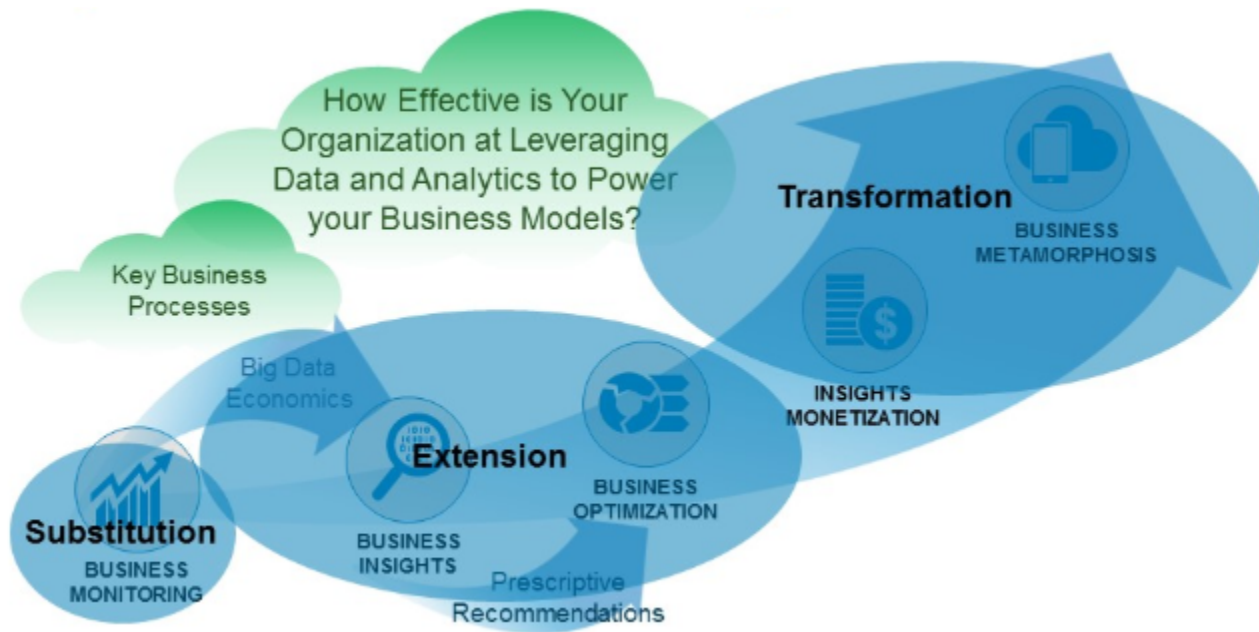 How Effective is Your
Organization at Leveraging
Data and Analytics to Power
your Business Models?
Key Business
Processes
Big Data
Economics
Substitution
BUSINESS
MONITORING
Extension
BUSINESS
INSIGHTS
BUSINESS
OPTIMIZATION
Prescriptive
Recommendations
Transformation
INSIGHTS
MONETIZATION
$
BUSINESS
METAMORPHOSIS